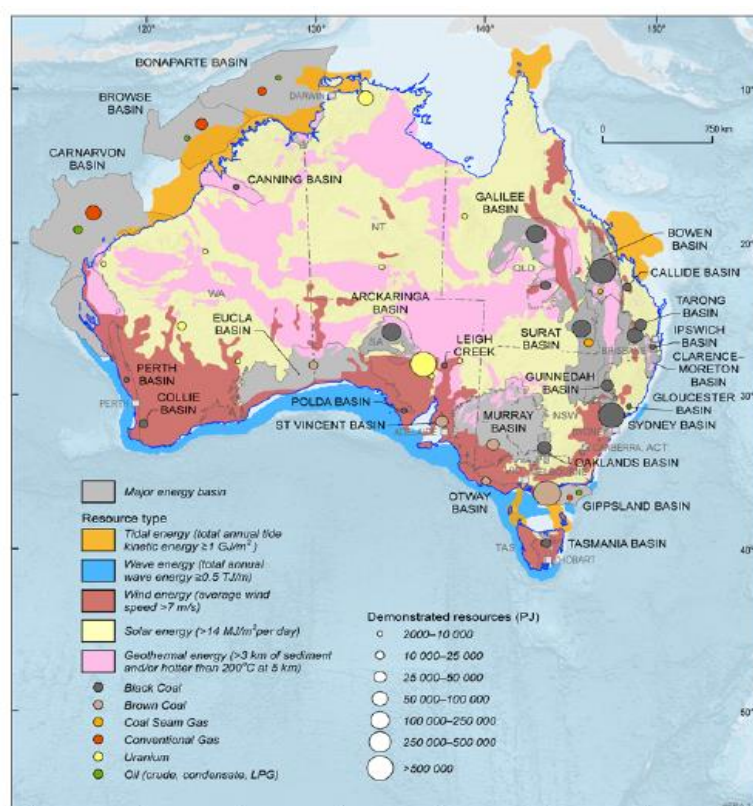 120°
130°
140°
150°
BONAPARTE BASIN
10°
DARWIN
BROWSE
BASIN
0
750 km
CARNARVON
BASIN
CANNING BASIN
GALILEE
BASIN
BOWEN
BASIN
20°
NT
QLD
CALLIDE BASIN
WA
ARCKARINGA
BASIN
TARONG
BASIN
EUCLA
BASIN
SURAT
BASIN
IPSWICH
BASIN
LEIGH
CREEK
SA
BRISBANE
CLARENCE-
MORETON
BASIN
PERTH
BASIN
GUNNEDAH
BASIN
GLOUCESTER
BASIN
PERTH
COLLIE
BASIN
POLDA BASIN
MURRAY
BASIN
NSW
30°
SYDNEY BASIN
ST VINCENT BASIN
ADELAIDE
CANBERRA, ACT
OAKLANDS BASIN
OTWAY
BASIN
GIPPSLAND BASIN
TAS
TASMANIA BASIN
HOBART
40°
50°
Major energy basin
Resource type
Tidal energy (total annual tide
kinetic energy ≥1 GJ/m²)
Wave energy (total annual
wave energy ≥0.5 TJ/m)
Wind energy (average wind
speed >7 m/s)
Solar energy (>14 MJ/m²per day)
Geothermal energy (>3 km of sediment
and/or hotter than 200°C at 5 km)
Black Coal
Brown Coal
Coal Seam Gas
Conventional Gas
Uranium
Oil (crude, condensate, LPG)
Demonstrated resources (PJ)
2000–10 000
10 000–25 000
25 000–50 000
50 000–100 000
100 000–250 000
250 000–500 000
>500 000